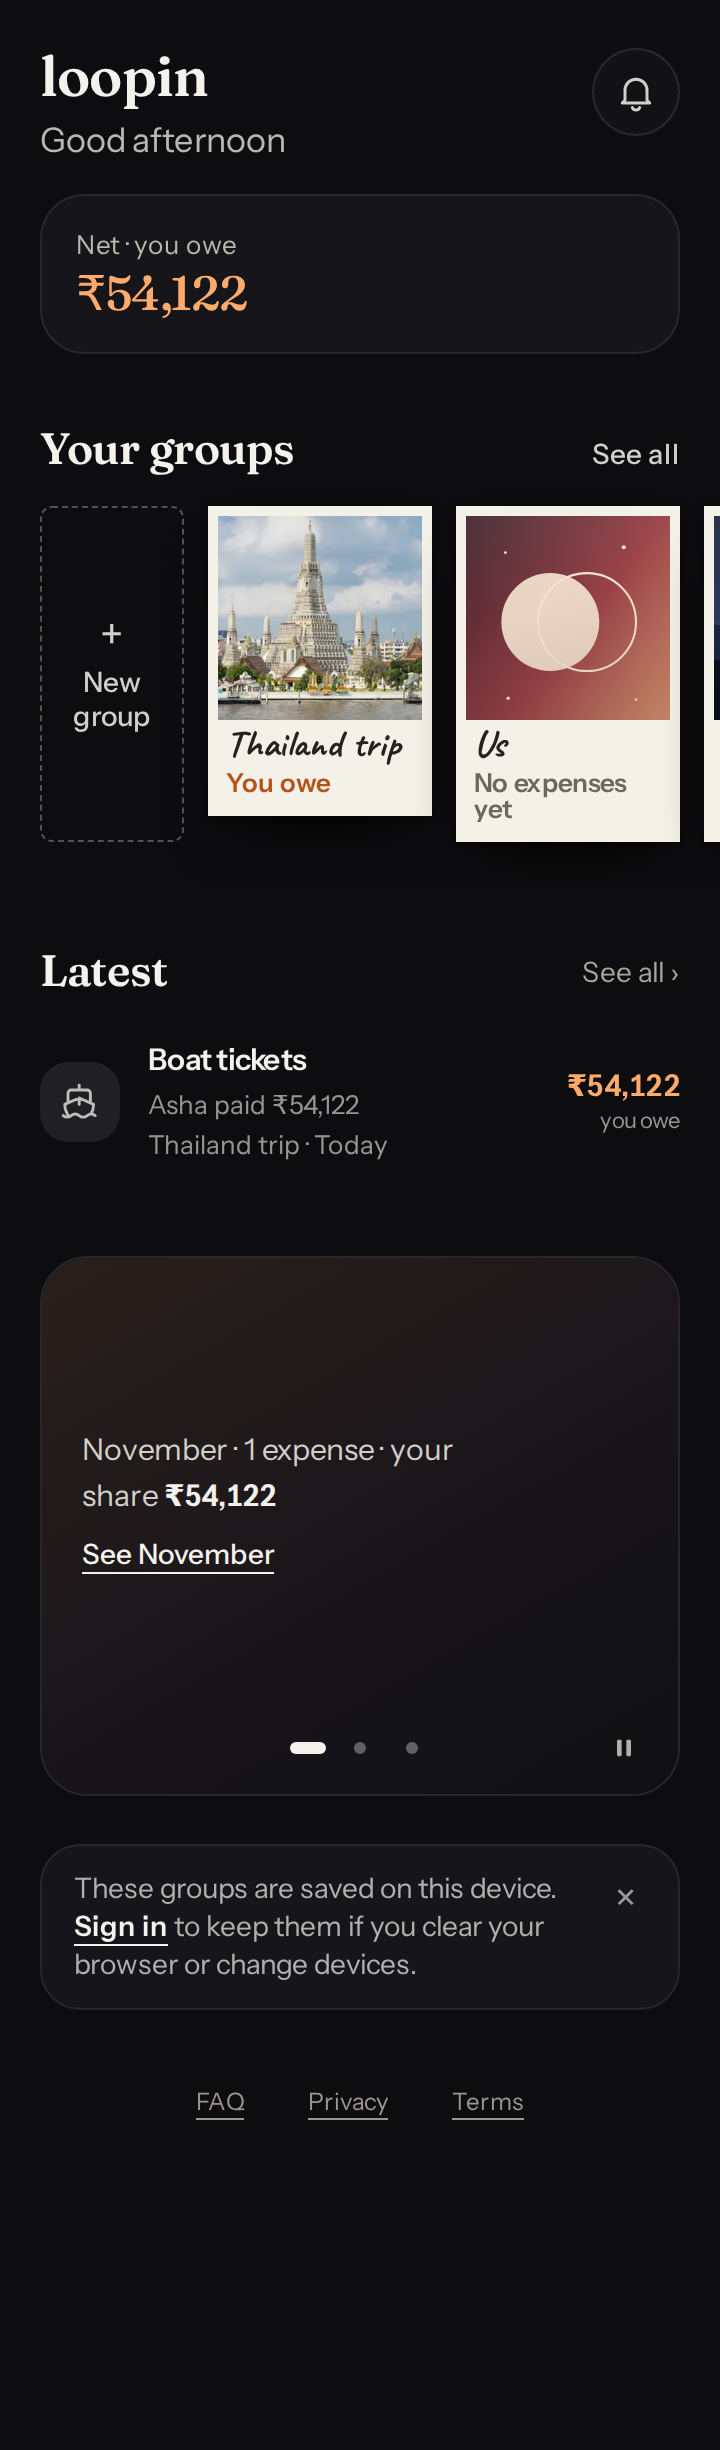 loopin
Good afternoon
Net · you owe
₹54,122
Your groups
See all
+
New
group
Thailand trip
You owe
Us
No expenses
yet
Latest
See all ›
Boat tickets
Asha paid ₹54,122
Thailand trip · Today
₹54,122
you owe
November · 1 expense · your
share ₹54,122
See November
These groups are saved on this device.
Sign in to keep them if you clear your
browser or change devices.
FAQ
Privacy
Terms